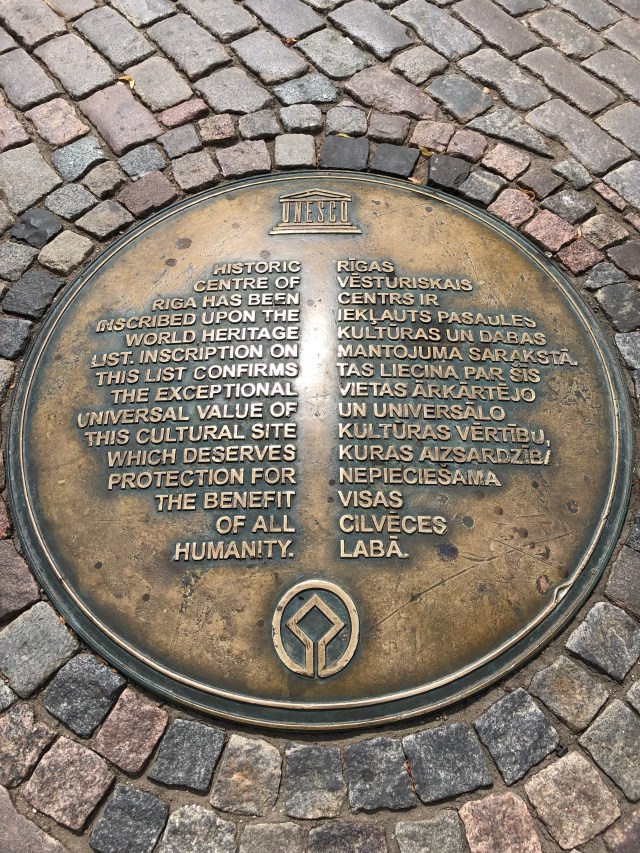 UNESCO
HISTORIC
CENTRE OF
RIGA HAS BEEN
INSCRIBED UPON THE
WORLD HERITAGE
LIST. INSCRIPTION ON
THIS LIST CONFIRMS
THE EXCEPTIONAL
UNIVERSAL VALUE OF
THIS CULTURAL SITE
WHICH DESERVES
PROTECTION FOR
THE BENEFIT
OF ALL
HUMANITY.
RĪGAS
VĒSTURISKAIS
CENTRS IR
IEKĻAUTS PASAULES
KULTŪRAS UN DABAS
MANTOJUMA SARAKSTĀ.
TAS LIECINA PAR ŠĪS
VIETAS ĀRKĀRTĒJO
UN UNIVERSĀLO
KULTŪRAS VĒRTĪBU,
KURAS AIZSARDZĪBA
NEPIECIEŠAMA
VISAS
CILVĒCES
LABĀ.